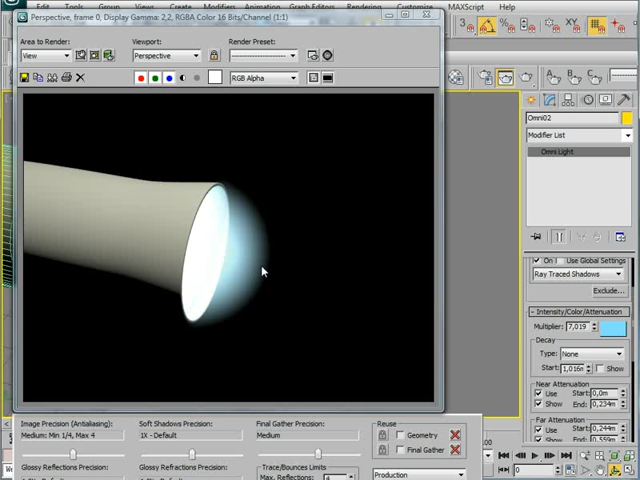 Edit Tools Group Views Create Modifiers Animation Graph Editors Rendering Customize MAXScript
Perspective, frame 0, Display Gamma: 2,2, RGBA Color 16 Bits/Channel (1:1)
Area to Render: Viewport: Render Preset:
View Perspective
RGB Alpha
Omni02
Modifier List
Omni Light
On Use Global Settings
Ray Traced Shadows
Exclude...
Intensity/Color/Attenuation
Multiplier: 7,019
Decay
Type: None
Start: 1,016m Show
Near Attenuation
Use Start: 0,0m
Show End: 0,234m
Far Attenuation
Use Start: 0,244m
Show End: 0,559m
Image Precision (Antialiasing): Soft Shadows Precision: Final Gather Precision: Reuse
Medium: Min 1/4, Max 4 1X - Default Medium Geometry
Final Gather
Glossy Reflections Precision: Glossy Refractions Precision: Trace/Bounces Limits
Max. Reflections: 4 Production
0